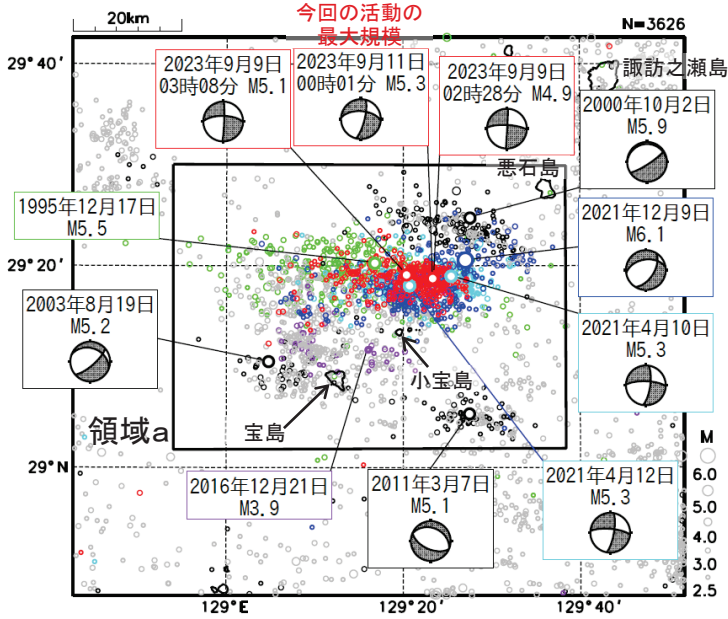 20km
今回の活動の
最大規模
N=3626
29°40′
2023年9月9日
03時08分 M5.1
2023年9月11日
00時01分 M5.3
2023年9月9日
02時28分 M4.9
諏訪之瀬島
2000年10月2日
M5.9
悪石島
1995年12月17日
M5.5
2021年12月9日
M6.1
29°20′
2003年8月19日
M5.2
2021年4月10日
M5.3
小宝島
宝島
領域a
29°N
2016年12月21日
M3.9
2011年3月7日
M5.1
2021年4月12日
M5.3
M
6.0
5.0
4.0
3.0
2.5
129°E
129°20′
129°40′